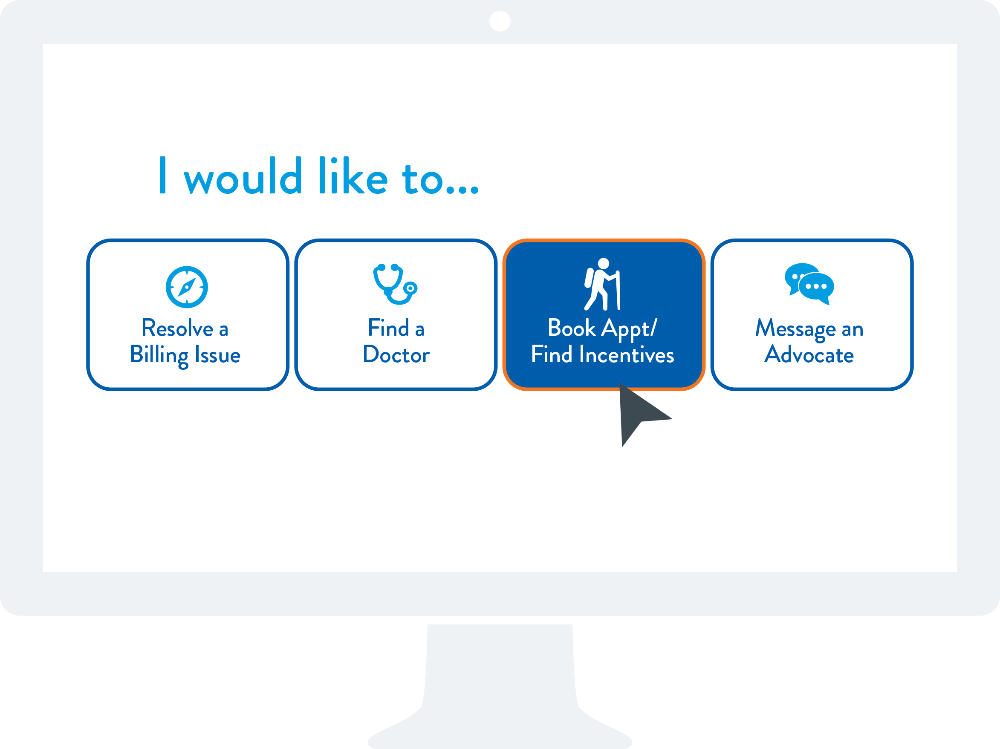 I would like to...
Resolve a
Billing Issue
Find a
Doctor
Book Appt/
Find Incentives
Message an
Advocate